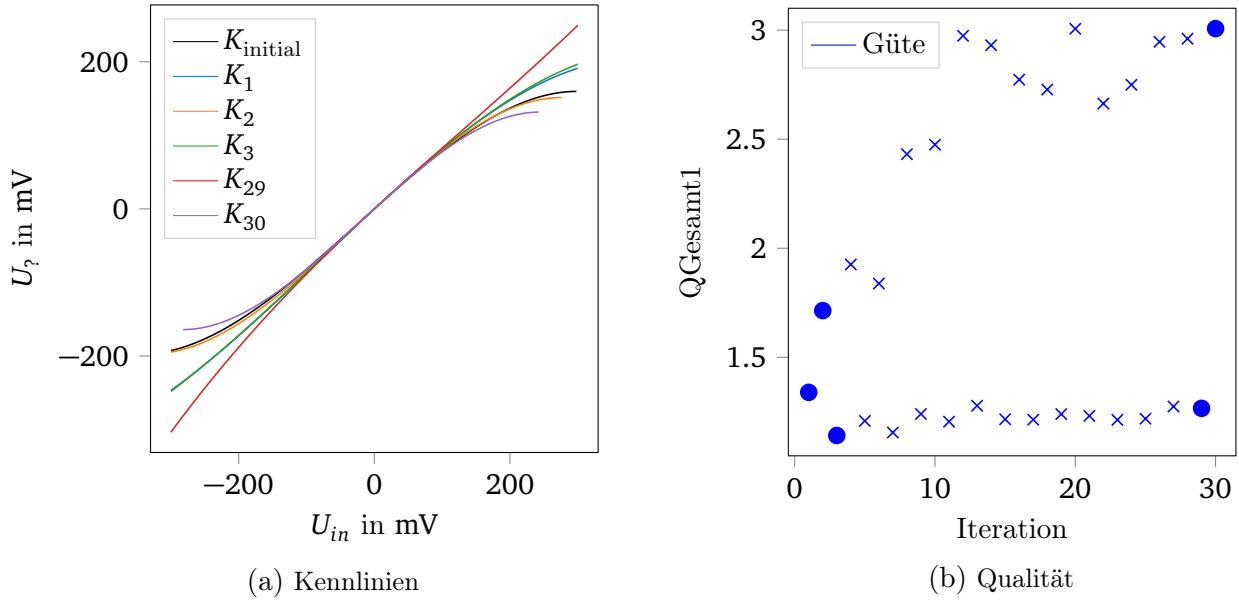 K_initial
K_1
K_2
K_3
K_29
K_30
200
0
−200
U_? in mV
−200
0
200
U_in in mV
(a) Kennlinien
Güte
3
2.5
2
1.5
QGesamt1
0
10
20
30
Iteration
(b) Qualität